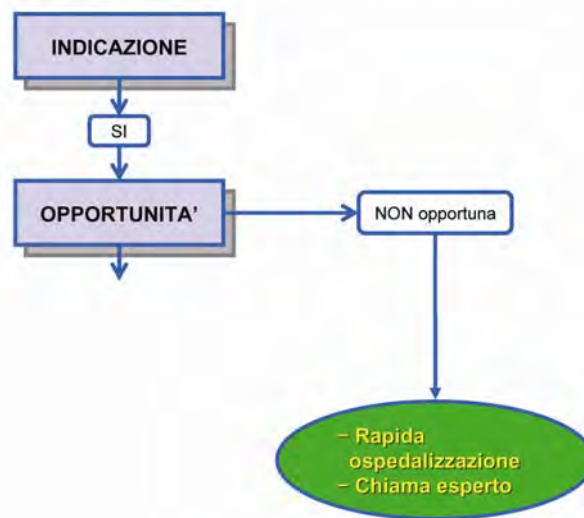 INDICAZIONE
SI
OPPORTUNITA’
NON opportuna
– Rapida
ospedalizzazione
– Chiama esperto